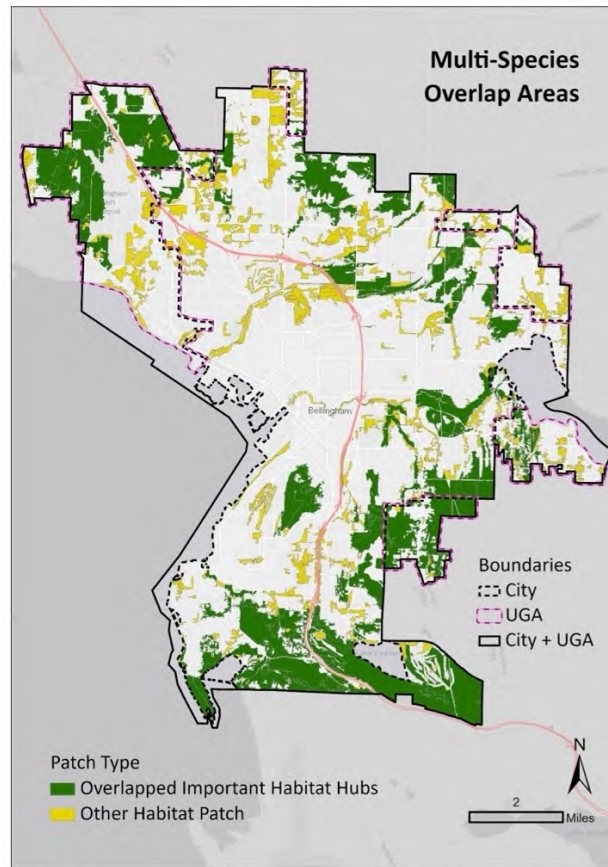 Multi-Species
Overlap Areas
Bellingham
Boundaries
City
UGA
City + UGA
Patch Type
Overlapped Important Habitat Hubs
Other Habitat Patch
N
2
Miles